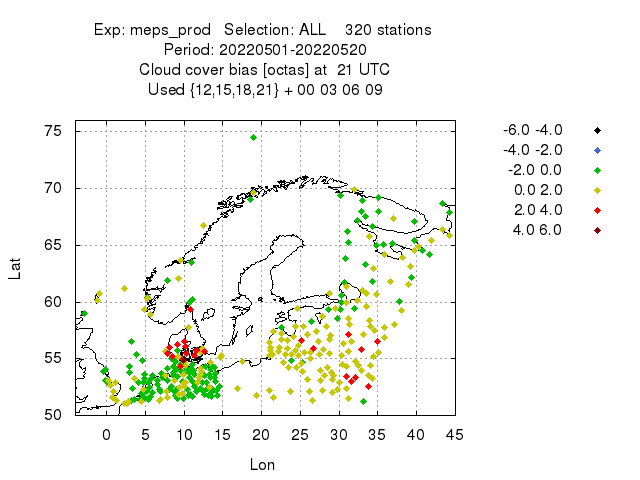 Exp: meps_prod   Selection: ALL    320 stations
Period: 20220501-20220520
Cloud cover bias [octas] at  21 UTC
Used {12,15,18,21} + 00 03 06 09
-6.0 -4.0
-4.0 -2.0
-2.0 0.0
0.0 2.0
2.0 4.0
4.0 6.0
75
70
65
60
55
50
Lat
0 5 10 15 20 25 30 35 40 45
Lon